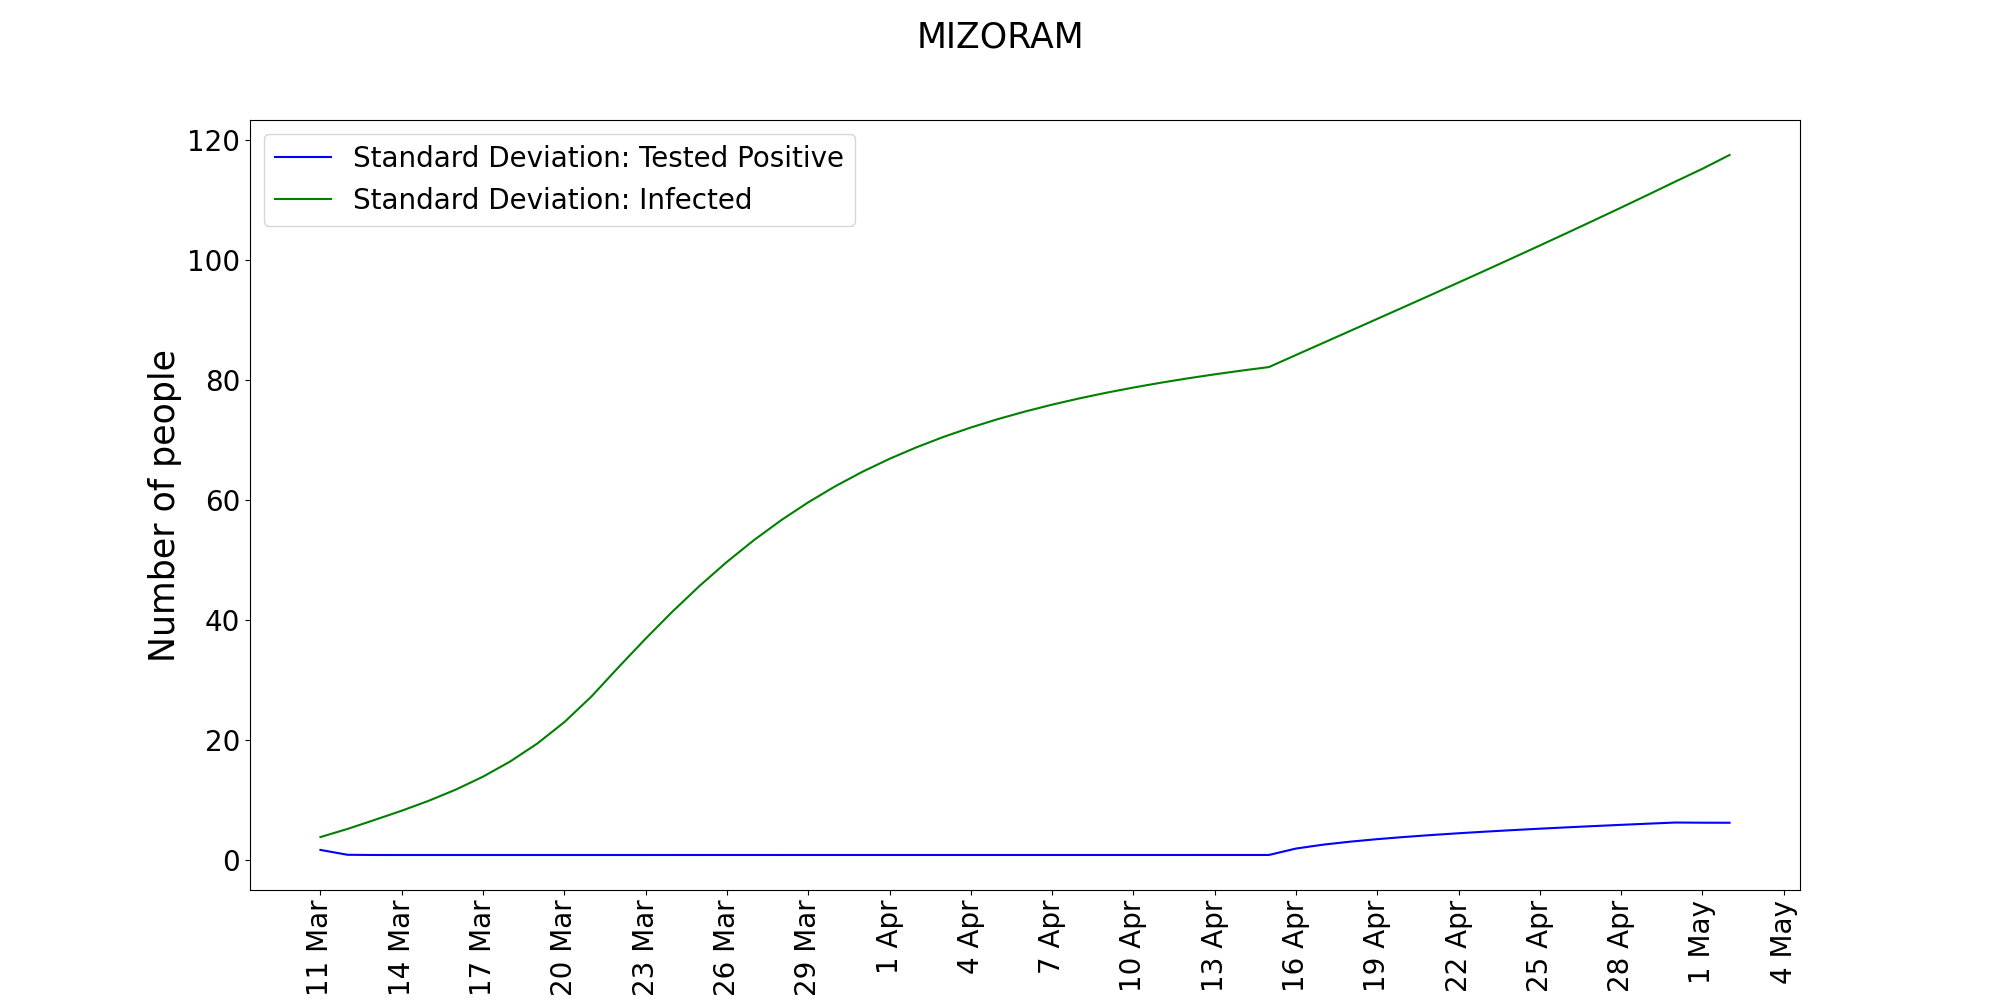 MIZORAM
Standard Deviation: Tested Positive
Standard Deviation: Infected
Number of people
120
100
80
60
40
20
0
11 Mar
14 Mar
17 Mar
20 Mar
23 Mar
26 Mar
29 Mar
1 Apr
4 Apr
7 Apr
10 Apr
13 Apr
16 Apr
19 Apr
22 Apr
25 Apr
28 Apr
1 May
4 May